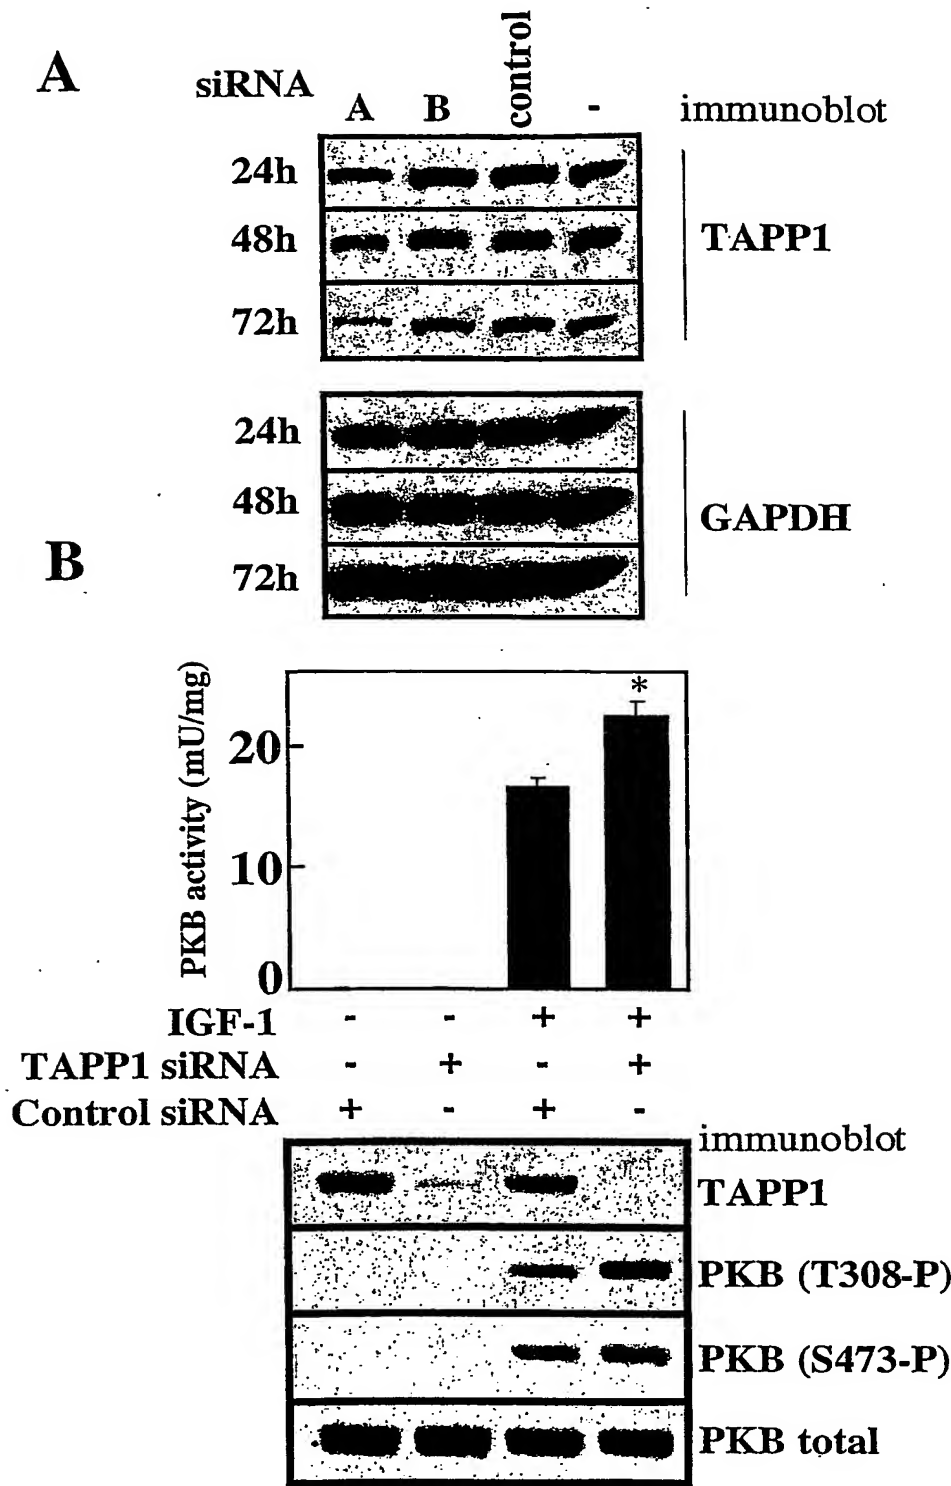 A
siRNA A B control - immunoblot
24h
48h TAPP1
72h
24h
48h GAPDH
B
72h
PKB activity (mU/mg)
*
20
10
0
IGF-1 - - + +
TAPP1 siRNA - + - +
Control siRNA + - + -
immunoblot
TAPP1
PKB (T308-P)
PKB (S473-P)
PKB total